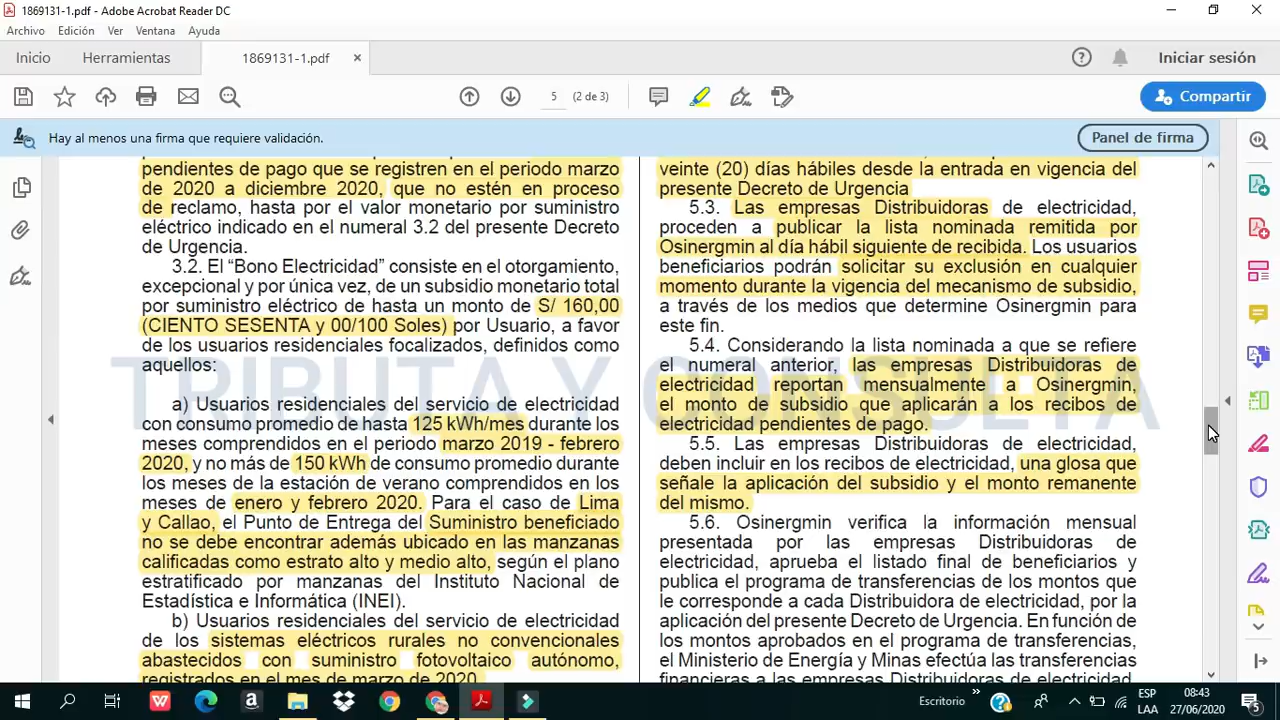 1869131-1.pdf - Adobe Acrobat Reader DC
Archivo Edición Ver Ventana Ayuda
Inicio Herramientas 1869131-1.pdf × Iniciar sesión
5 (2 de 3) Compartir
Hay al menos una firma que requiere validación. Panel de firma
pendientes de pago que se registren en el periodo marzo
de 2020 a diciembre 2020, que no estén en proceso
de reclamo, hasta por el valor monetario por suministro
eléctrico indicado en el numeral 3.2 del presente Decreto
de Urgencia.
3.2. El “Bono Electricidad” consiste en el otorgamiento,
excepcional y por única vez, de un subsidio monetario total
por suministro eléctrico de hasta un monto de S/ 160,00
(CIENTO SESENTA y 00/100 Soles) por Usuario, a favor
de los usuarios residenciales focalizados, definidos como
aquellos:
a) Usuarios residenciales del servicio de electricidad
con consumo promedio de hasta 125 kWh/mes durante los
meses comprendidos en el periodo marzo 2019 - febrero
2020, y no más de 150 kWh de consumo promedio durante
los meses de la estación de verano comprendidos en los
meses de enero y febrero 2020. Para el caso de Lima
y Callao, el Punto de Entrega del Suministro beneficiado
no se debe encontrar además ubicado en las manzanas
calificadas como estrato alto y medio alto, según el plano
estratificado por manzanas del Instituto Nacional de
Estadística e Informática (INEI).
b) Usuarios residenciales del servicio de electricidad
de los sistemas eléctricos rurales no convencionales
abastecidos con suministro fotovoltaico autónomo,
registrados en el mes de marzo de 2020.
veinte (20) días hábiles desde la entrada en vigencia del
presente Decreto de Urgencia
5.3. Las empresas Distribuidoras de electricidad,
proceden a publicar la lista nominada remitida por
Osinergmin al día hábil siguiente de recibida. Los usuarios
beneficiarios podrán solicitar su exclusión en cualquier
momento durante la vigencia del mecanismo de subsidio,
a través de los medios que determine Osinergmin para
este fin.
5.4. Considerando la lista nominada a que se refiere
el numeral anterior, las empresas Distribuidoras de
electricidad reportan mensualmente a Osinergmin,
el monto de subsidio que aplicarán a los recibos de
electricidad pendientes de pago.
5.5. Las empresas Distribuidoras de electricidad,
deben incluir en los recibos de electricidad, una glosa que
señale la aplicación del subsidio y el monto remanente
del mismo.
5.6. Osinergmin verifica la información mensual
presentada por las empresas Distribuidoras de
electricidad, aprueba el listado final de beneficiarios y
publica el programa de transferencias de los montos que
le corresponde a cada Distribuidora de electricidad, por la
aplicación del presente Decreto de Urgencia. En función de
los montos aprobados en el programa de transferencias,
el Ministerio de Energía y Minas efectúa las transferencias
financieras a las empresas Distribuidoras de electricidad
TRIBUTA Y CONSULTA
Escritorio ESP 08:43
LAA 27/06/2020 5